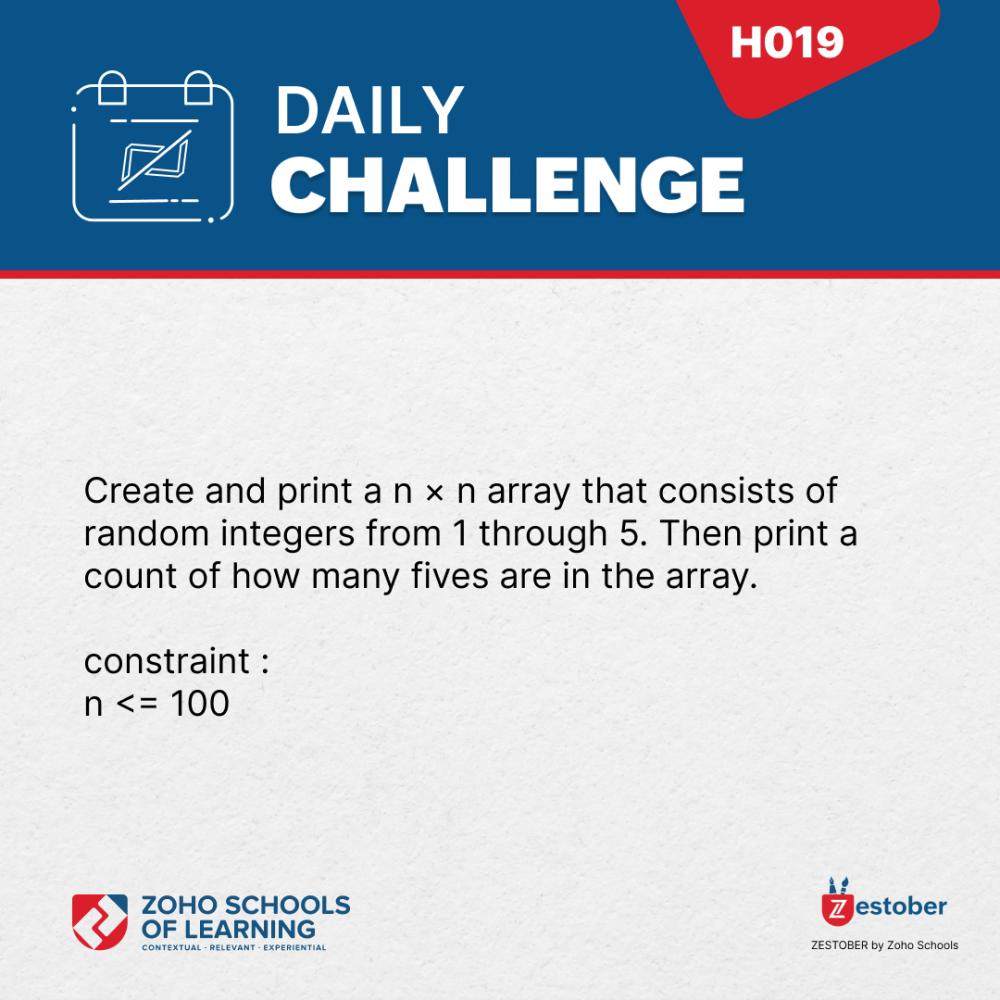 H019
DAILY
CHALLENGE
Create and print a n × n array that consists of
random integers from 1 through 5. Then print a
count of how many fives are in the array.
constraint :
n <= 100
ZOHO SCHOOLS
OF LEARNING
CONTEXTUAL · RELEVANT · EXPERIENTIAL
Zestober
ZESTOBER by Zoho Schools